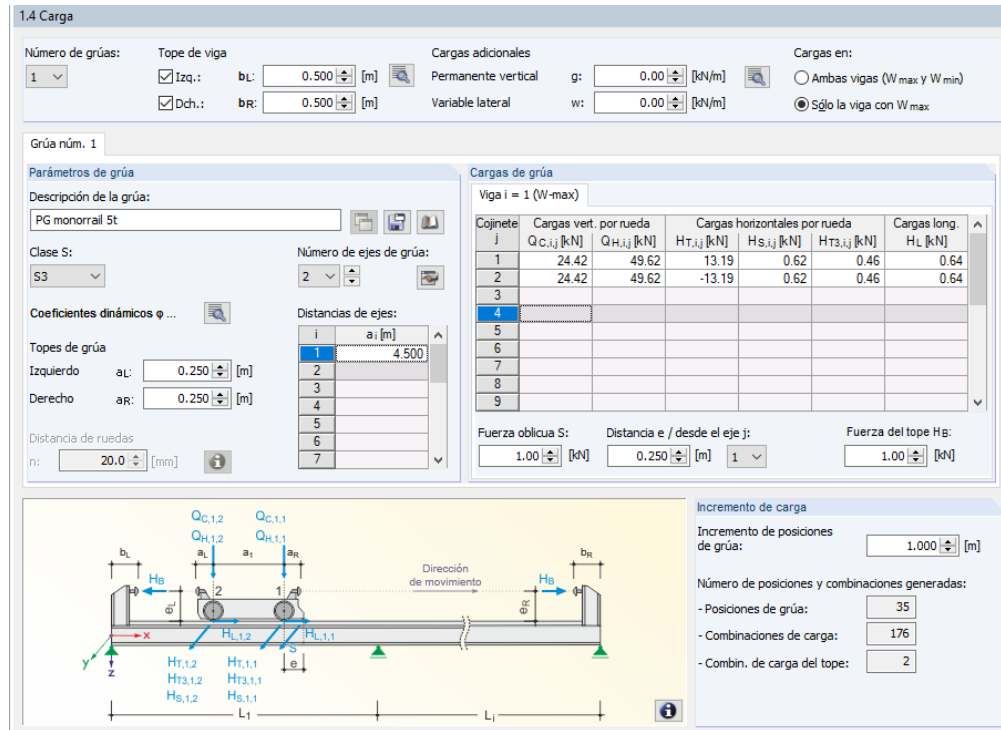 1.4 Carga
Número de grúas: Tope de viga Cargas adicionales Cargas en:
1 Izq.: bL: 0.500 [m] Permanente vertical g: 0.00 [kN/m] Ambas vigas (W max y W min)
Dch.: bR: 0.500 [m] Variable lateral w: 0.00 [kN/m] Sólo la viga con W max
Grúa núm. 1
Parámetros de grúa
Descripción de la grúa:
PG monorrail 5t
Clase S: Número de ejes de grúa:
S3 2
Coeficientes dinámicos φ ... Distancias de ejes:
i ai [m]
1 4.500
2
3
4
5
6
7
Topes de grúa
Izquierdo aL: 0.250 [m]
Derecho aR: 0.250 [m]
Distancia de ruedas
n: 20.0 [mm]
Cargas de grúa
Viga i = 1 (W-max)
Cojinete Cargas vert. por rueda Cargas horizontales por rueda Cargas long.
j QC,i,j [kN] QH,i,j [kN] HT,i,j [kN] HS,i,j [kN] HT3,i,j [kN] HL [kN]
1 24.42 49.62 13.19 0.62 0.46 0.64
2 24.42 49.62 -13.19 0.62 0.46 0.64
3
4
5
6
7
8
9
Fuerza oblicua S: Distancia e / desde el eje j: Fuerza del tope HB:
1.00 [kN] 0.250 [m] 1 1.00 [kN]
QC,1,2 QC,1,1
QH,1,2 QH,1,1
bL aL a1 aR bR
Dirección
de movimiento
HB HB
2 1
eL eR
x
HL,1,2 HL,1,1
S
y
z
e
HT,1,2 HT,1,1
HT3,1,2 HT3,1,1
HS,1,2 HS,1,1
L1 Li
Incremento de carga
Incremento de posiciones
de grúa: 1.000 [m]
Número de posiciones y combinaciones generadas:
- Posiciones de grúa: 35
- Combinaciones de carga: 176
- Combin. de carga del tope: 2